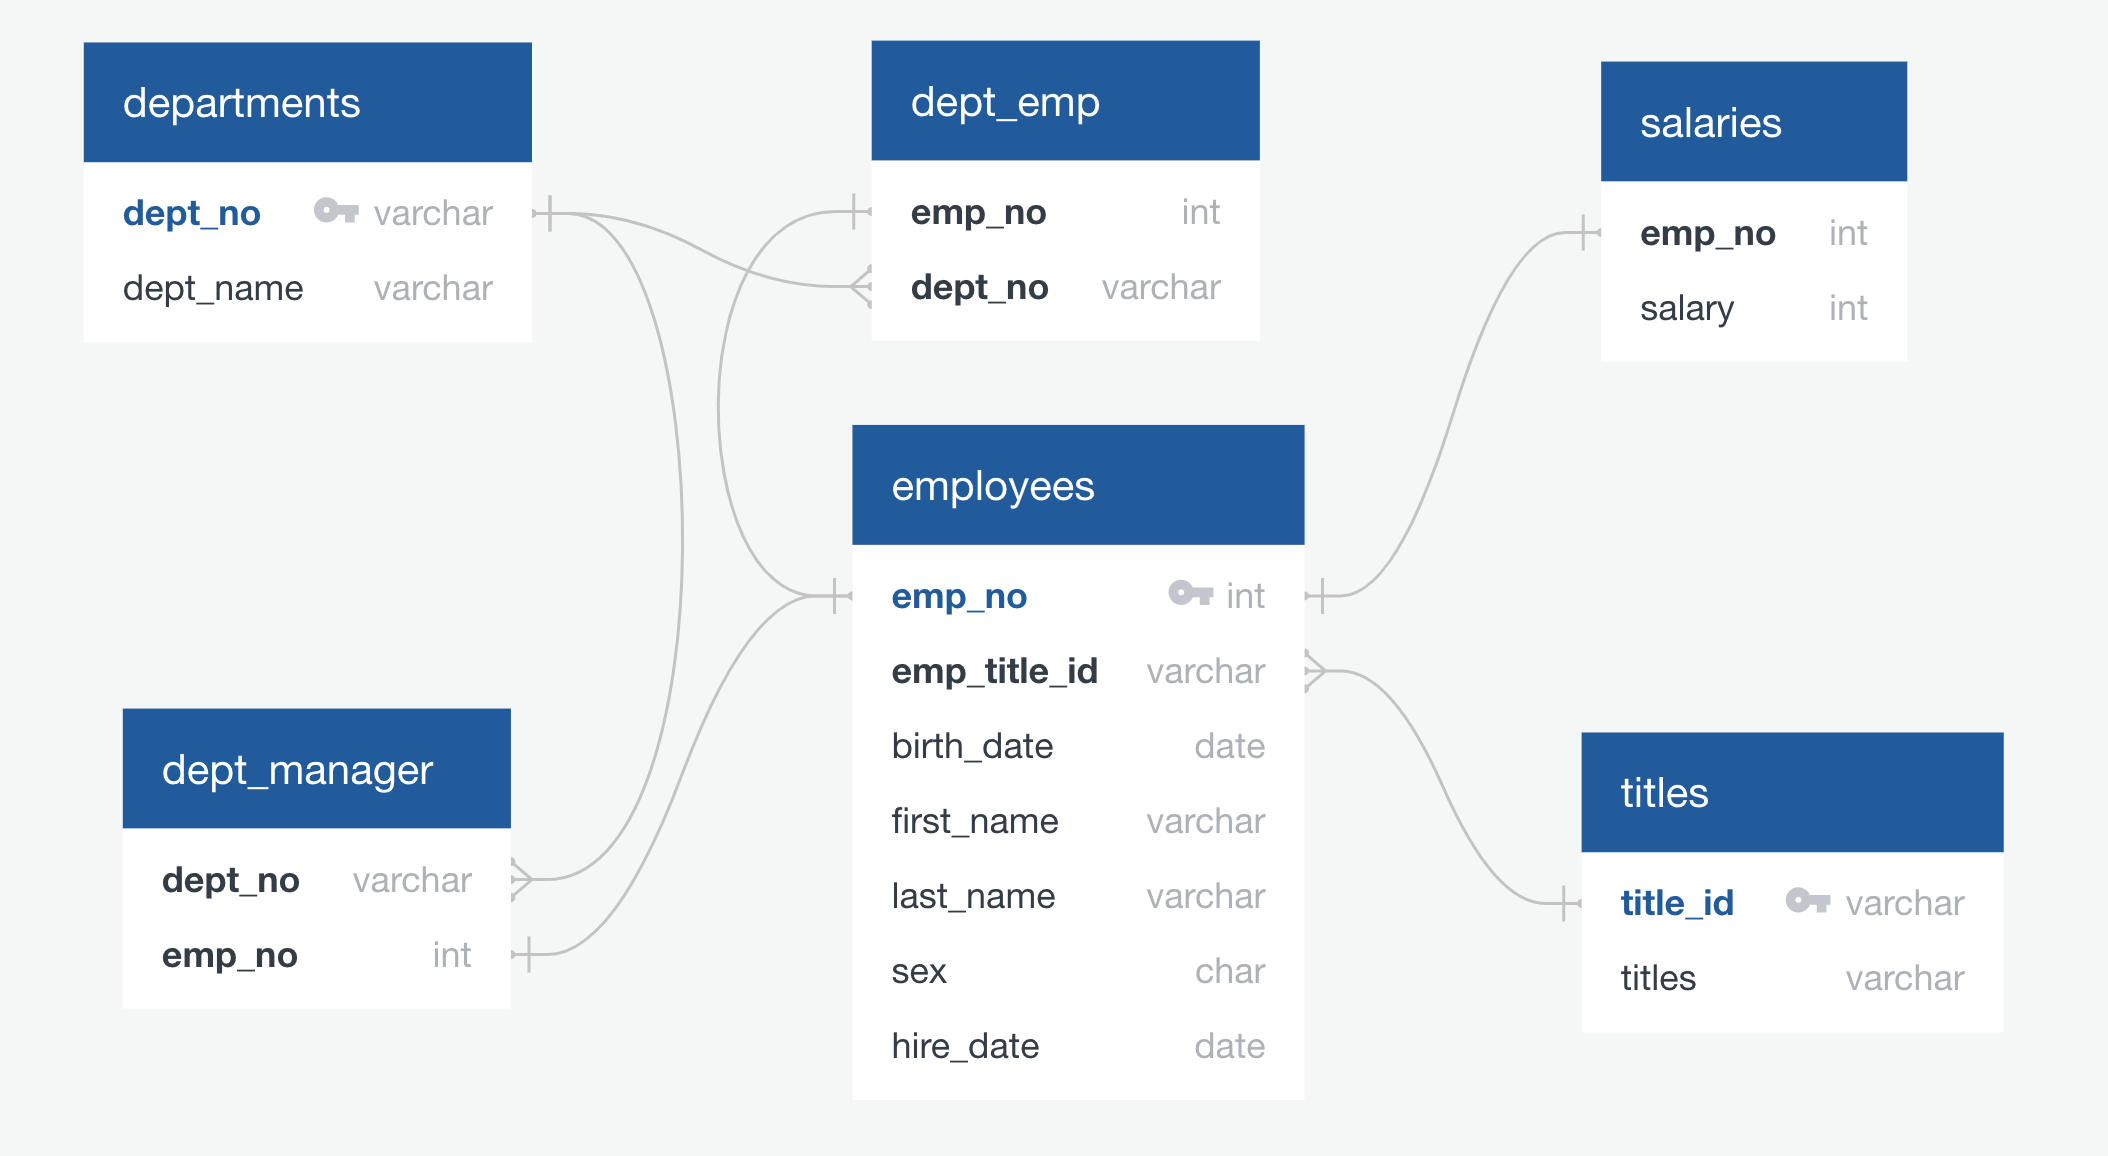 departments
dept_no varchar
dept_name varchar
dept_emp
emp_no int
dept_no varchar
salaries
emp_no int
salary int
employees
emp_no int
emp_title_id varchar
birth_date date
first_name varchar
last_name varchar
sex char
hire_date date
dept_manager
dept_no varchar
emp_no int
titles
title_id varchar
titles varchar